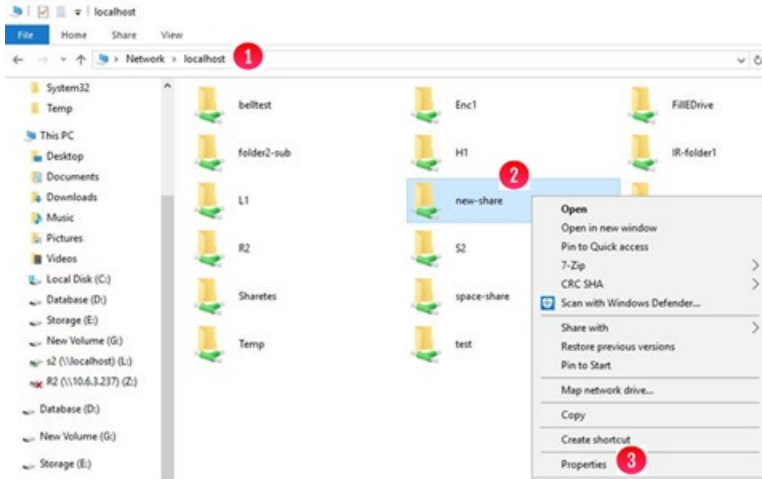 localhost
File Home Share View
Network > localhost 1
System32
Temp
This PC
Desktop
Documents
Downloads
Music
Pictures
Videos
Local Disk (C:)
Database (D:)
Storage (E:)
New Volume (G:)
s2 (\\localhost) (L:)
R2 (\\10.6.3.237) (Z:)
Database (D:)
New Volume (G:)
Storage (E:)
belltest Enc1 FillEDrive
folder2-sub H1 IR-folder1
2
L1 new-share
R2 S2
Sharetes space-share
Temp test
Open
Open in new window
Pin to Quick access
7-Zip
CRC SHA
Scan with Windows Defender...
Share with
Restore previous versions
Pin to Start
Map network drive...
Copy
Create shortcut
Properties 3